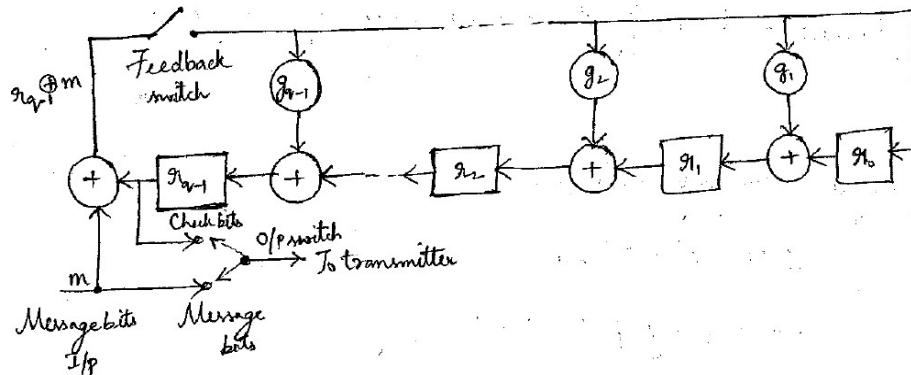 Feedback
switch
r_{q-1} ⊕ m
g_{q-1}
g_2
g_1
+
r_{q-1}
+
r_2
+
r_1
+
r_0
Check bits
O/P switch
To transmitter
m
Message bits
I/P
Message
bits